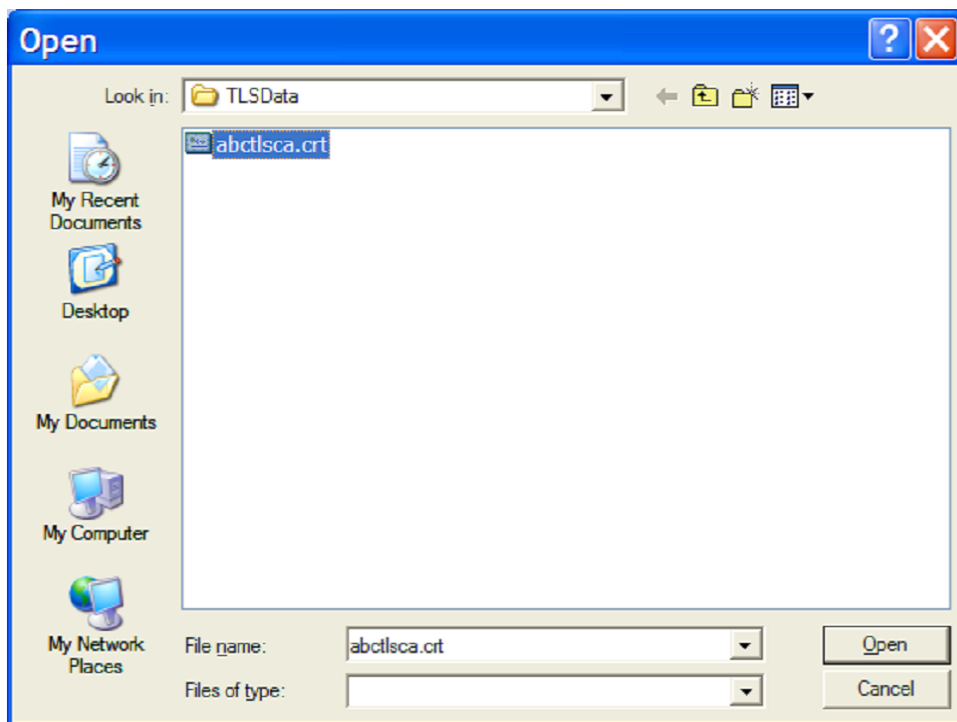 Open
Look in: TLSData
abctlsca.crt
My Recent
Documents
Desktop
My Documents
My Computer
My Network
Places
File name: abctlsca.crt Open
Files of type: Cancel